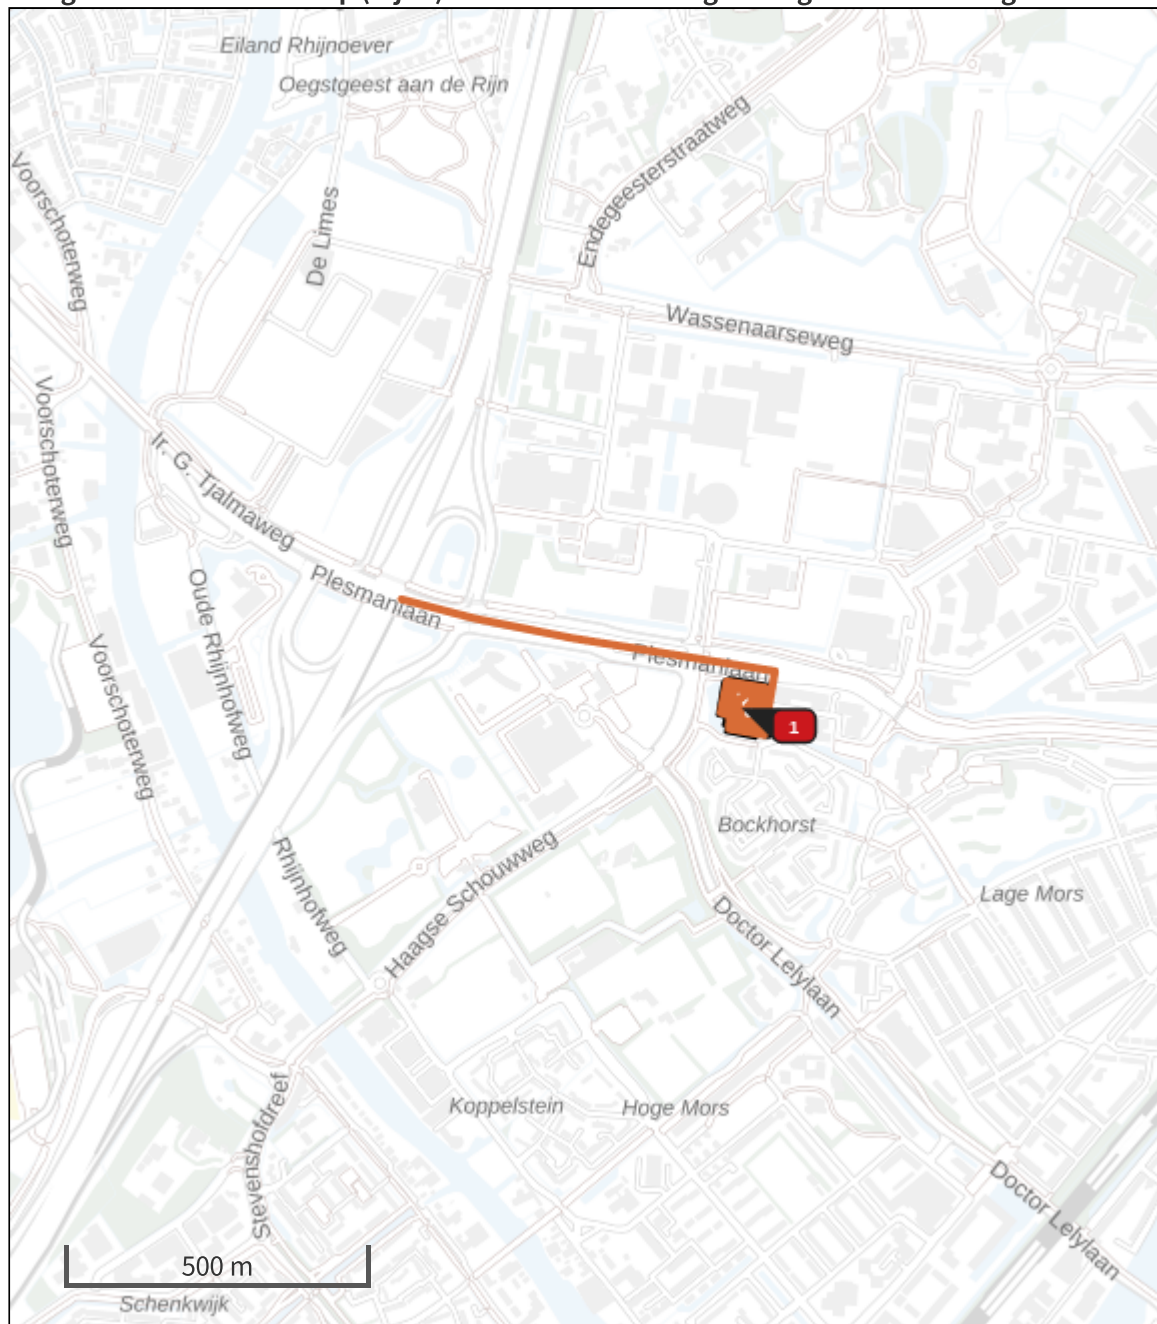 Eiland Rhijnoever
Oegstgeest aan de Rijn
Endegeesterstraatweg
Voorschoterweg
De Limes
Wassenaarseweg
Voorschoterweg
Ir. G. Tjalmaweg
Plesmanlaan
Oude Rhijnhofweg
Plesmanlaan
Voorschoterweg
1
Bockhorst
Rhijnhofweg
Haagse Schouwweg
Lage Mors
Doctor Lelylaan
Koppelstein
Hoge Mors
Stevenshofdreef
Doctor Lelylaan
500 m
Schenkwijk